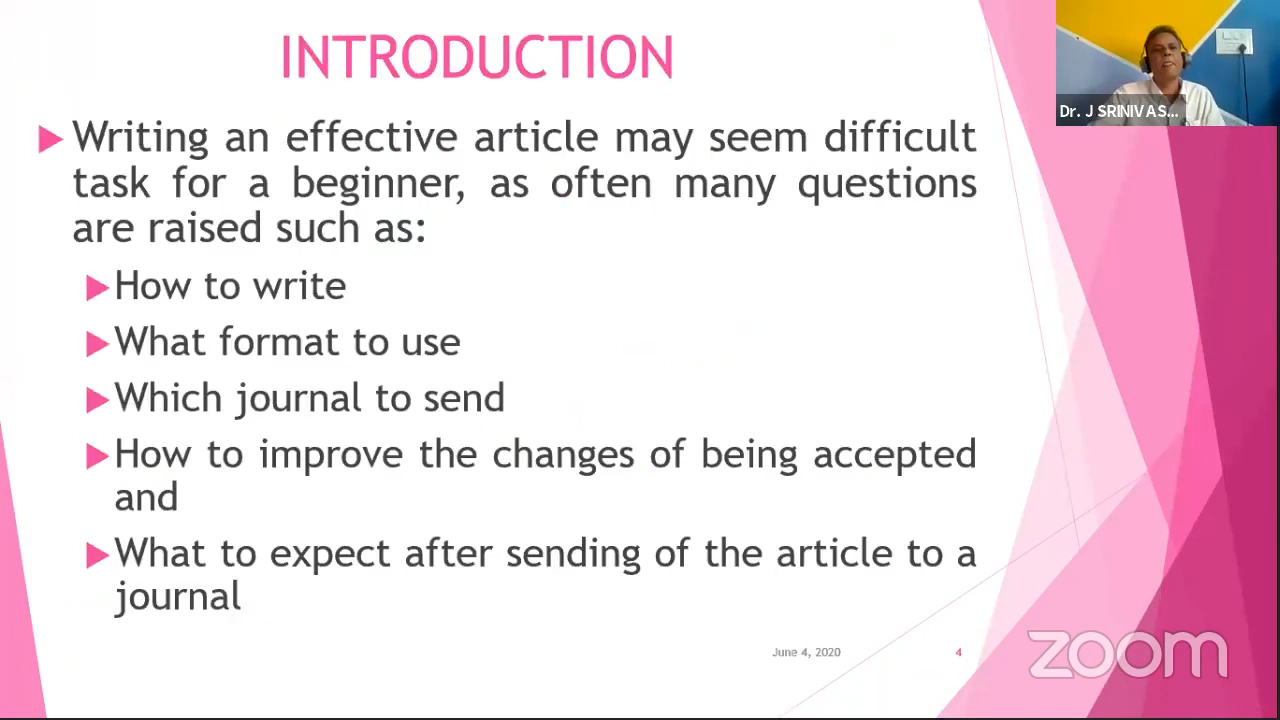 INTRODUCTION
Writing an effective article may seem difficult
task for a beginner, as often many questions
are raised such as:
How to write
What format to use
Which journal to send
How to improve the changes of being accepted
and
What to expect after sending of the article to a
journal
June 4, 2020
4
Dr. J SRINIVAS...
zoom